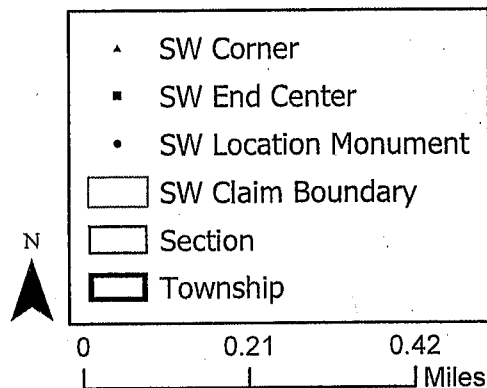 SW Corner
SW End Center
SW Location Monument
SW Claim Boundary
Section
Township
N
0 0.21 0.42
Miles